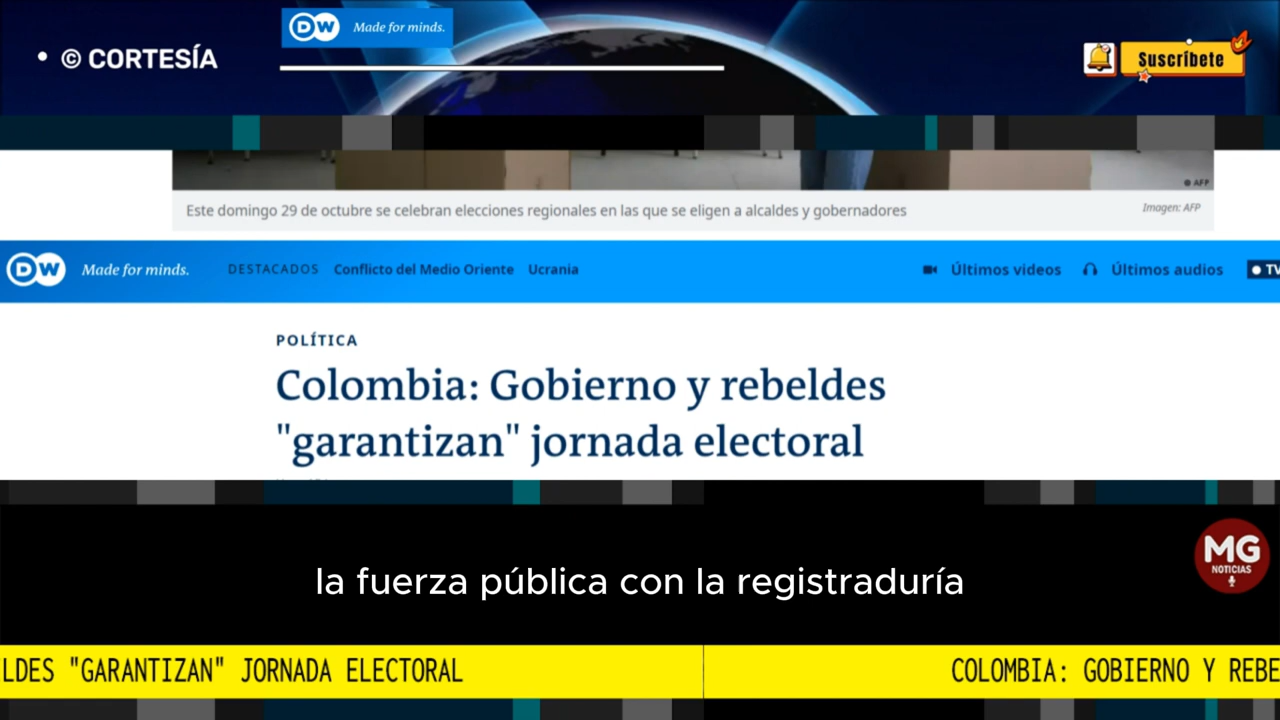 © CORTESÍA
DW Made for minds.
Suscríbete
© AFP
Este domingo 29 de octubre se celebran elecciones regionales en las que se eligen a alcaldes y gobernadores
Imagen: AFP
DW Made for minds. DESTACADOS Conflicto del Medio Oriente Ucrania Últimos videos Últimos audios TV
POLÍTICA
Colombia: Gobierno y rebeldes
"garantizan" jornada electoral
la fuerza pública con la registraduría
MG
NOTICIAS
LDES "GARANTIZAN" JORNADA ELECTORAL COLOMBIA: GOBIERNO Y REBE